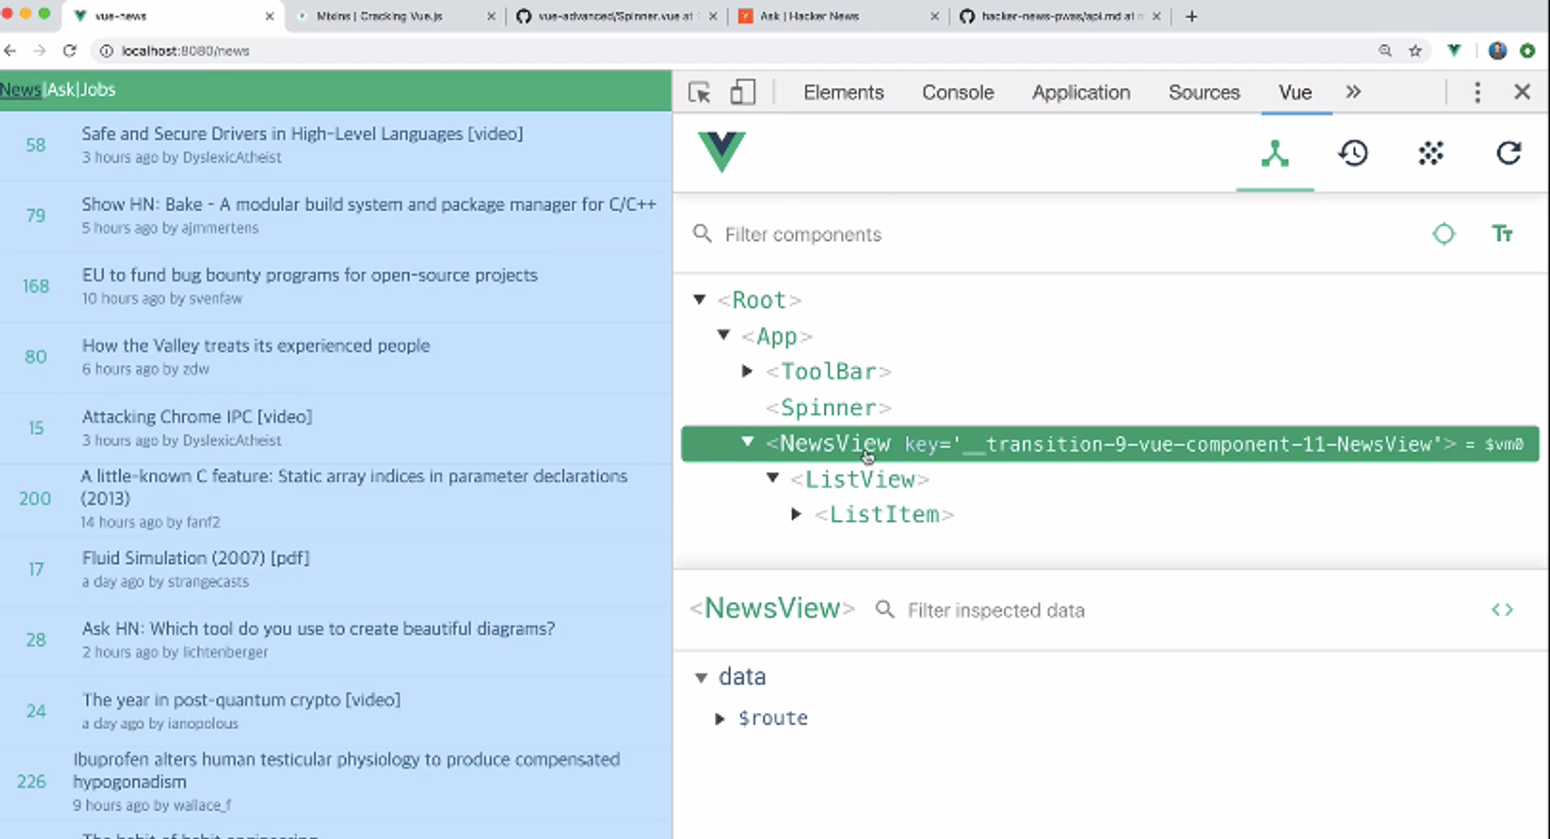 vue-news
Mixins | Cracking Vue.js
vue-advanced/Spinner.vue at
Ask | Hacker News
hacker-news-pwas/api.md at
localhost:8080/news
News|Ask|Jobs
58
Safe and Secure Drivers in High-Level Languages [video]
3 hours ago by DyslexicAtheist
79
Show HN: Bake - A modular build system and package manager for C/C++
5 hours ago by ajmmertens
168
EU to fund bug bounty programs for open-source projects
10 hours ago by svenfaw
80
How the Valley treats its experienced people
6 hours ago by zdw
15
Attacking Chrome IPC [video]
3 hours ago by DyslexicAtheist
200
A little-known C feature: Static array indices in parameter declarations
(2013)
14 hours ago by fanf2
17
Fluid Simulation (2007) [pdf]
a day ago by strangecasts
28
Ask HN: Which tool do you use to create beautiful diagrams?
2 hours ago by lichtenberger
24
The year in post-quantum crypto [video]
a day ago by ianopolous
226
Ibuprofen alters human testicular physiology to produce compensated
hypogonadism
9 hours ago by wallace_f
Elements Console Application Sources Vue
Filter components
<Root>
<App>
<ToolBar>
<Spinner>
<NewsView key='__transition-9-vue-component-11-NewsView'> = $vm0
<ListView>
<ListItem>
<NewsView> Filter inspected data
data
$route